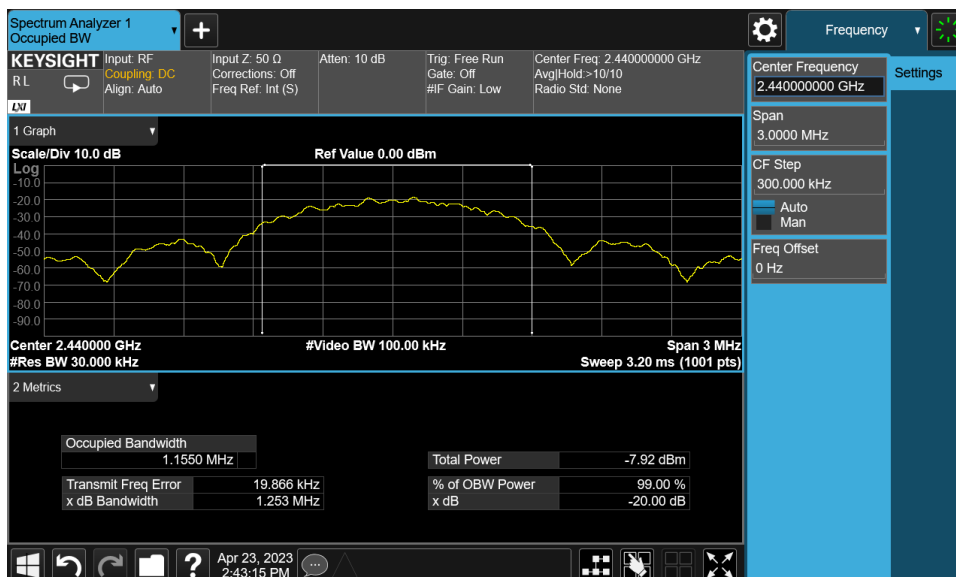 Spectrum Analyzer 1
Occupied BW
+
Frequency
KEYSIGHT
RL
LXI
Input: RF
Coupling: DC
Align: Auto
Input Z: 50 Ω
Corrections: Off
Freq Ref: Int (S)
Atten: 10 dB
Trig: Free Run
Gate: Off
#IF Gain: Low
Center Freq: 2.440000000 GHz
Avg|Hold:>10/10
Radio Std: None
Center Frequency
2.440000000 GHz
Settings
Span
3.0000 MHz
CF Step
300.000 kHz
Auto
Man
Freq Offset
0 Hz
1 Graph
Scale/Div 10.0 dB
Ref Value 0.00 dBm
Log
-10.0
-20.0
-30.0
-40.0
-50.0
-60.0
-70.0
-80.0
-90.0
Center 2.440000 GHz
#Video BW 100.00 kHz
Span 3 MHz
#Res BW 30.000 kHz
Sweep 3.20 ms (1001 pts)
2 Metrics
Occupied Bandwidth
1.1550 MHz
Total Power -7.92 dBm
Transmit Freq Error 19.866 kHz
% of OBW Power 99.00 %
x dB Bandwidth 1.253 MHz
x dB -20.00 dB
?
Apr 23, 2023
2:43:15 PM